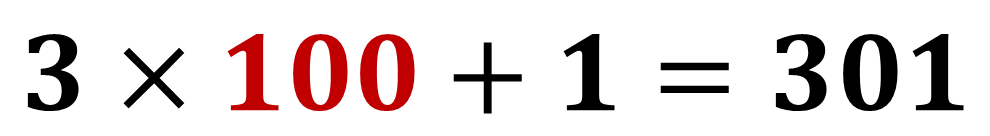 3 × 100 + 1 = 301